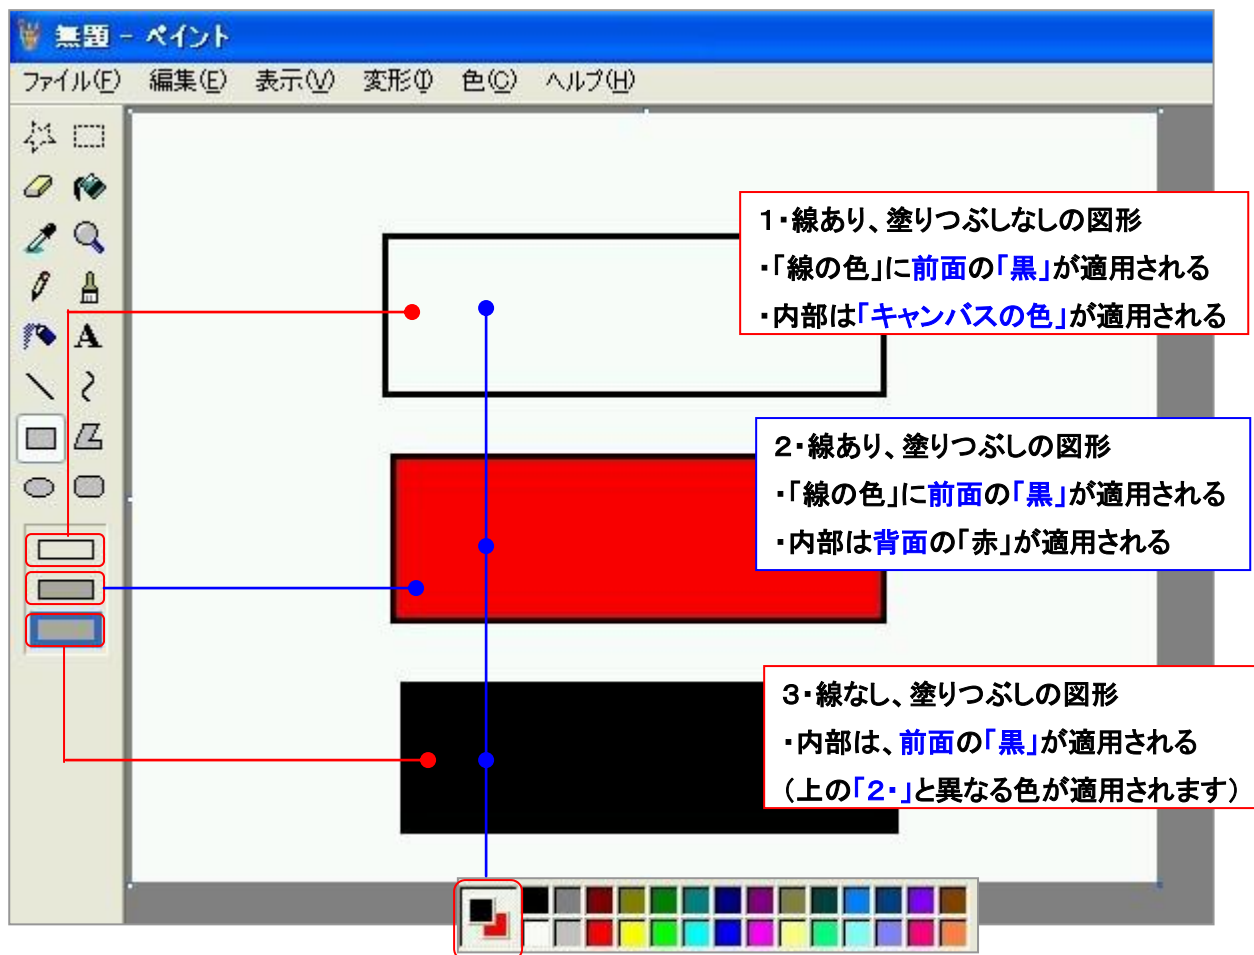 無題 - ペイント
ファイル(F) 編集(E) 表示(V) 変形(I) 色(C) ヘルプ(H)
A
1・線あり、塗りつぶしなしの図形
・「線の色」に前面の「黒」が適用される
・内部は「キャンバスの色」が適用される
2・線あり、塗りつぶしの図形
・「線の色」に前面の「黒」が適用される
・内部は背面の「赤」が適用される
3・線なし、塗りつぶしの図形
・内部は、前面の「黒」が適用される
(上の「2・」と異なる色が適用されます)